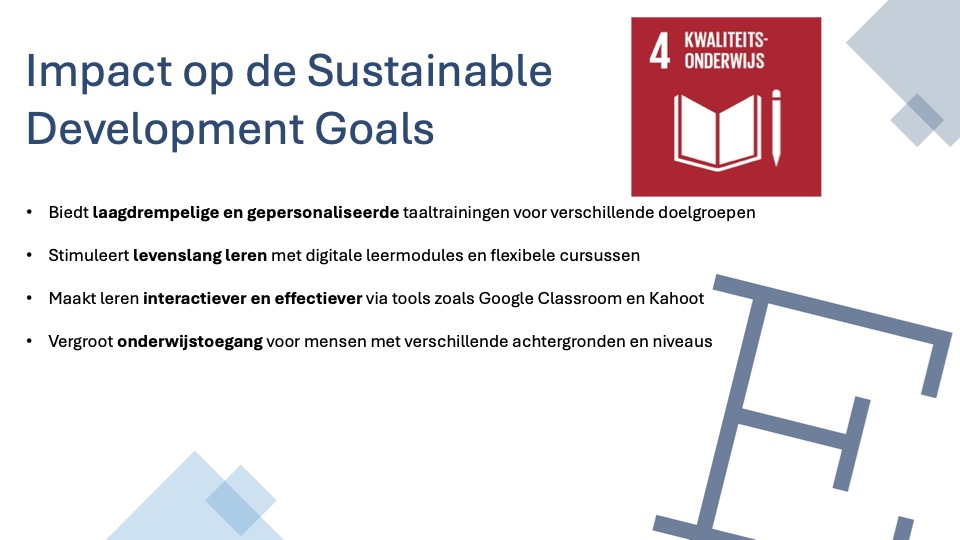 Impact op de Sustainable
Development Goals
4 KWALITEITS-
ONDERWIJS
• Biedt laagdrempelige en gepersonaliseerde taaltrainingen voor verschillende doelgroepen
• Stimuleert levenslang leren met digitale leermodules en flexibele cursussen
• Maakt leren interactiever en effectiever via tools zoals Google Classroom en Kahoot
• Vergroot onderwijstoegang voor mensen met verschillende achtergronden en niveaus
E